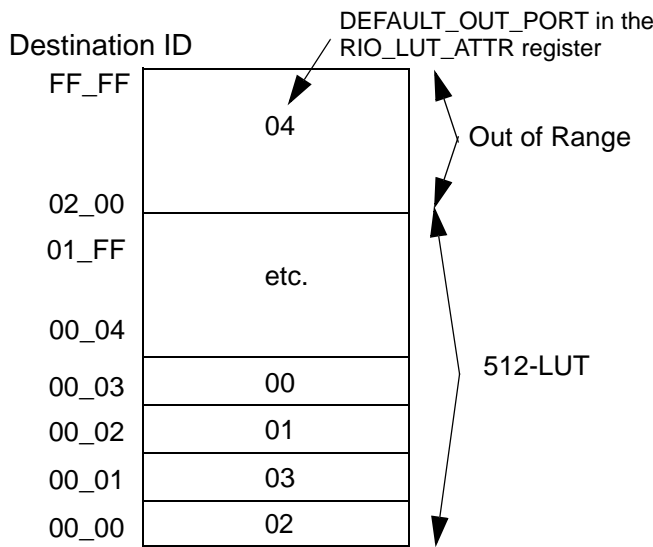 DEFAULT_OUT_PORT in the
RIO_LUT_ATTR register
Destination ID
FF_FF
04
Out of Range
02_00
01_FF
etc.
00_04
512-LUT
00_03 00
00_02 01
00_01 03
00_00 02